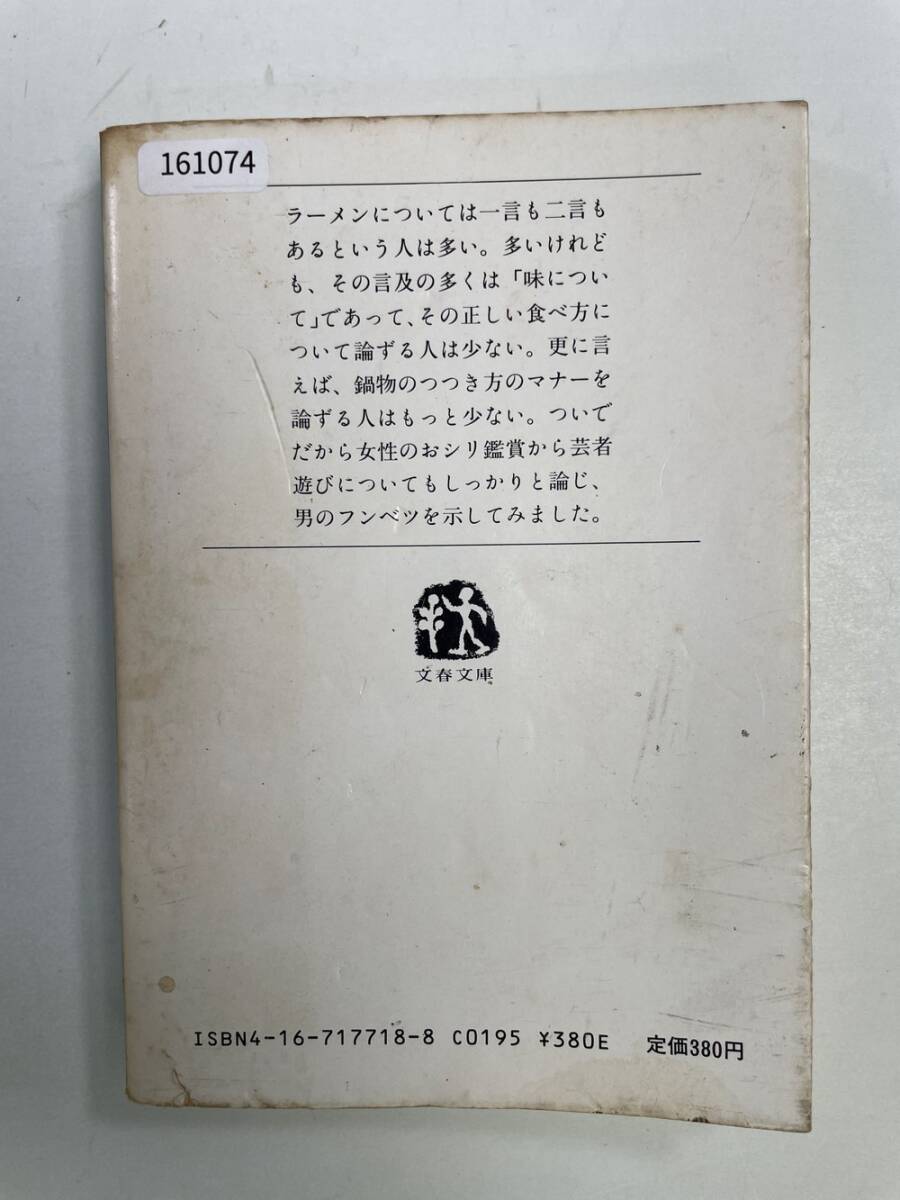 161074
ラーメンについては一言も二言も
あるという人は多い。多いけれど
も、その言及の多くは「味につい
て」であって、その正しい食べ方に
ついて論ずる人は少ない。更に言
えば、鍋物のつつき方のマナーを
論ずる人はもっと少ない。ついで
だから女性のおシリ鑑賞から芸者
遊びについてもしっかりと論じ、
男のフンベツを示してみました。
文春文庫
ISBN4-16-717718-8 C0195 ¥380E 定価380円